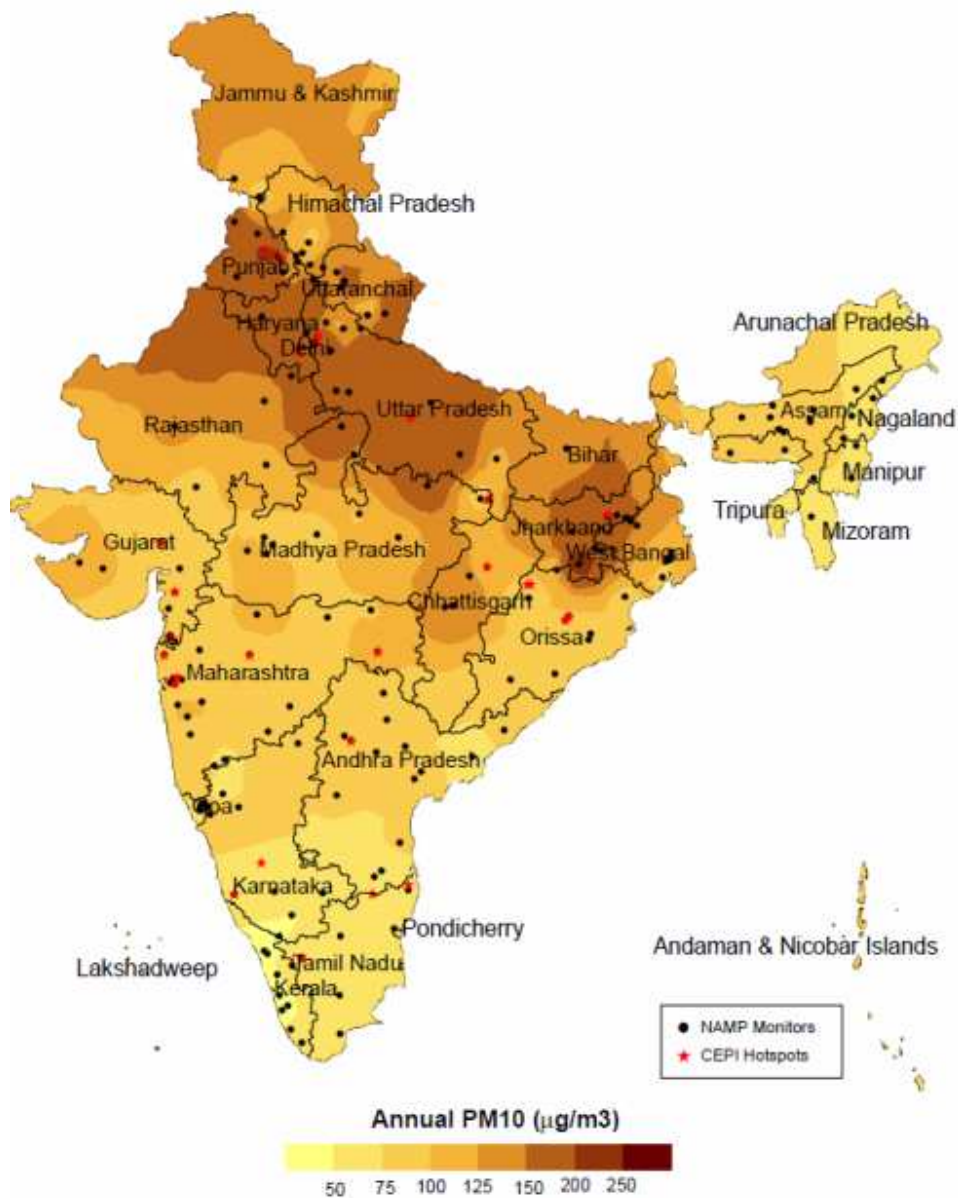 Jammu & Kashmir
Himachal Pradesh
Punjab
Uttaranchal
Haryana
Delhi
Arunachal Pradesh
Rajasthan
Uttar Pradesh
Assam
Nagaland
Bihar
Manipur
Tripura
Mizoram
Gujarat
Madhya Pradesh
Jharkhand
West Bangal
Chhattisgarh
Orissa
Maharashtra
Andhra Pradesh
Goa
Karnataka
Pondicherry
Andaman & Nicobar Islands
Lakshadweep
Tamil Nadu
Kerala
NAMP Monitors
CEPI Hotspots
Annual PM10 (μg/m3)
50 75 100 125 150 200 250